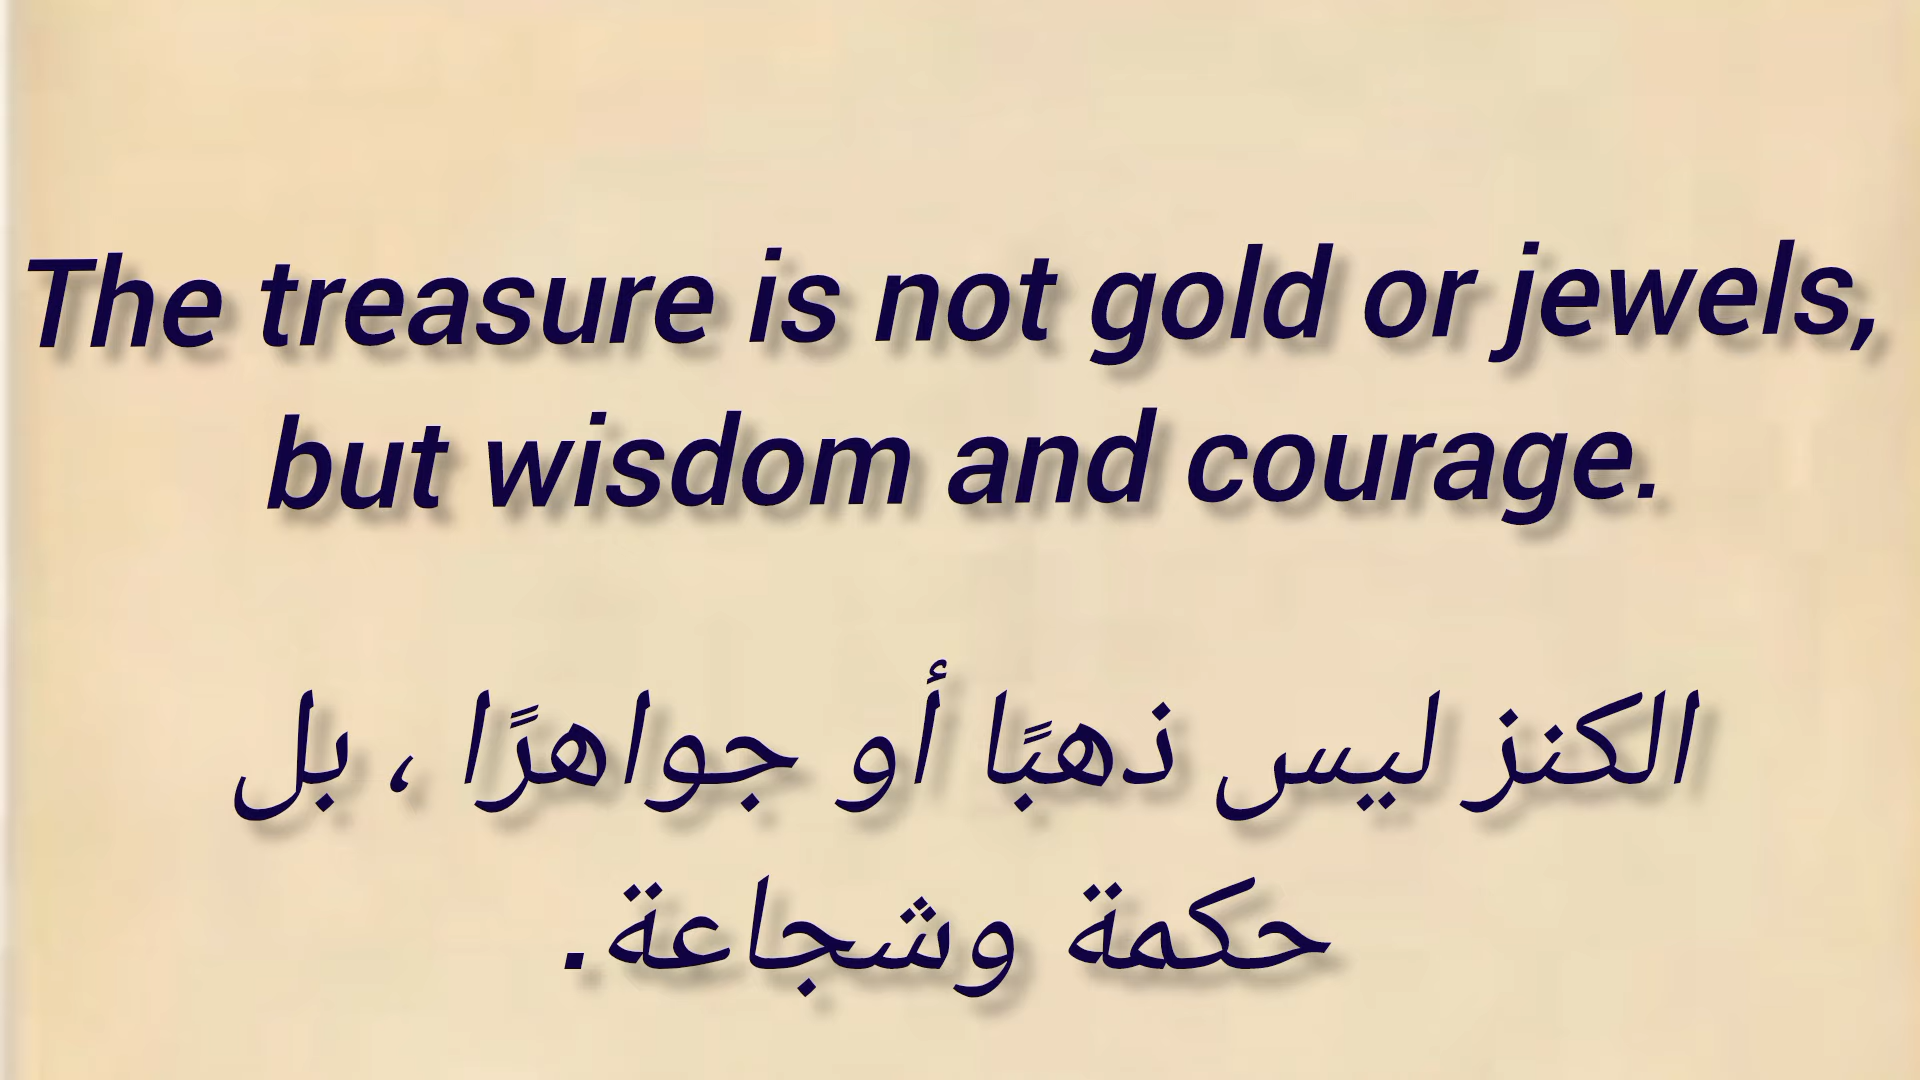 The treasure is not gold or jewels,
but wisdom and courage.
الكنز ليس ذهبًا أو جواهرًا ، بل
حكمة وشجاعة.